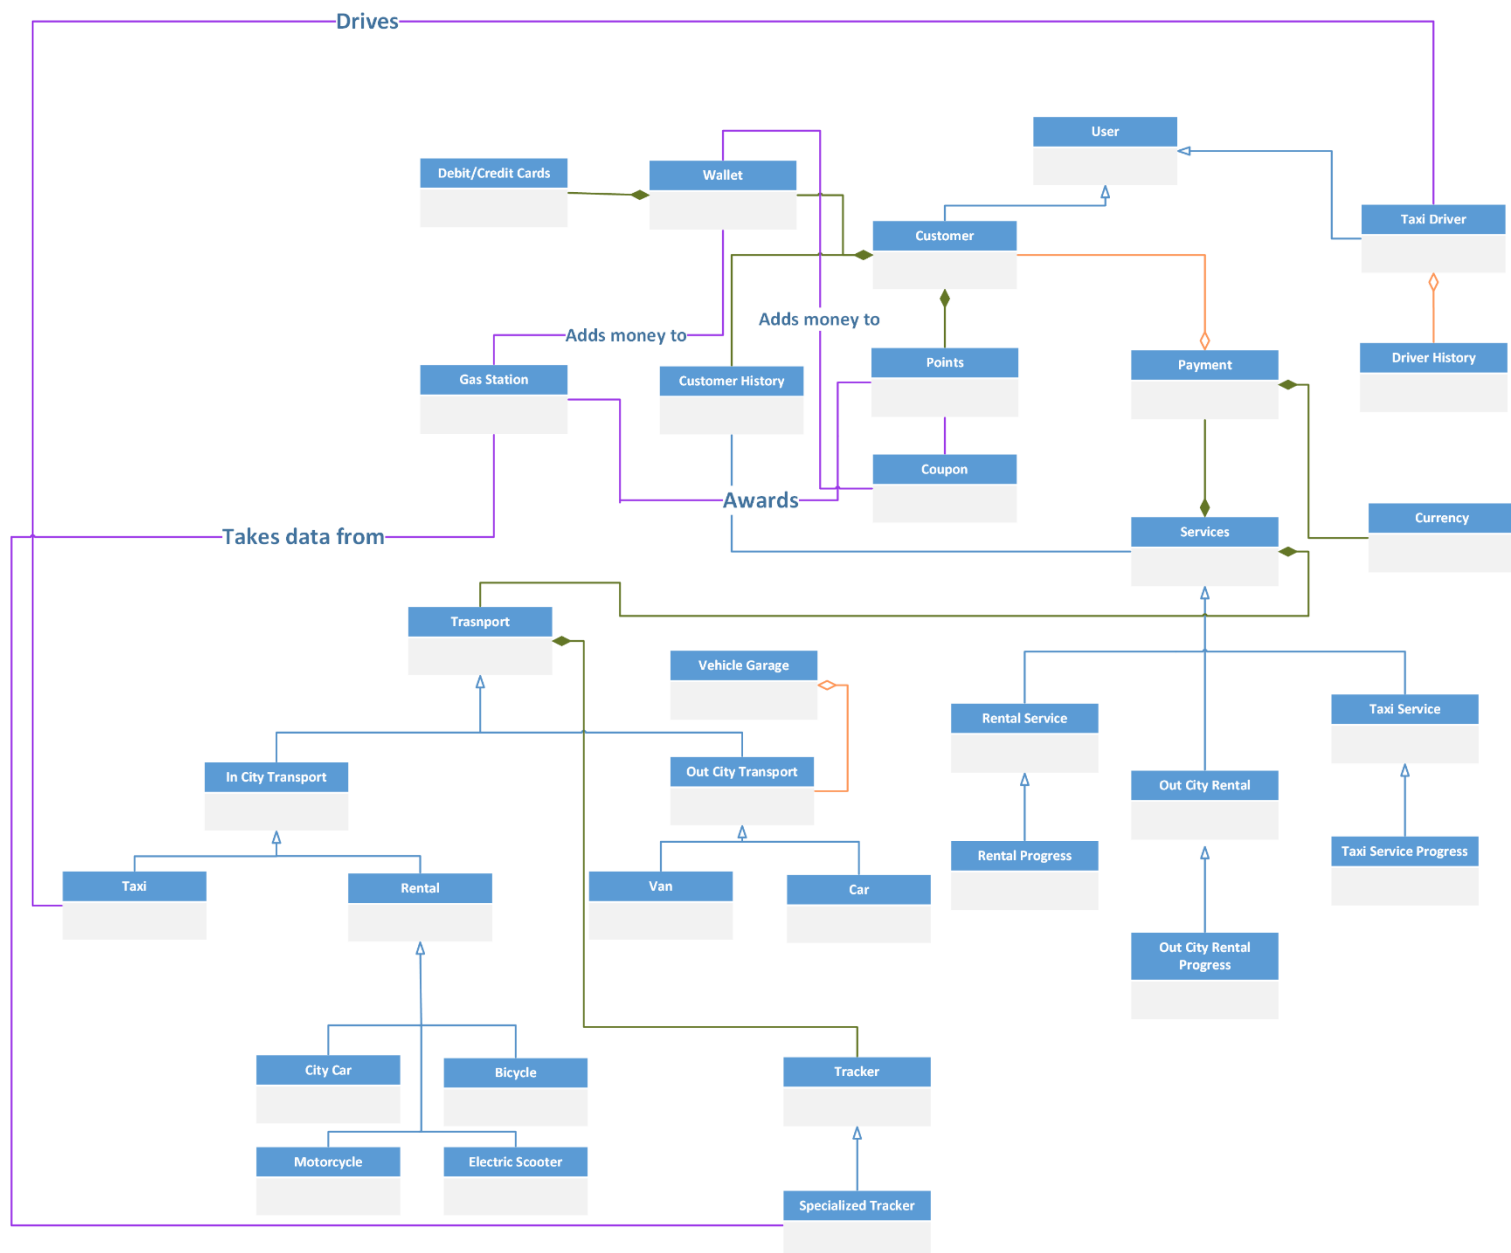 Drives
User
Debit/Credit Cards
Wallet
Taxi Driver
Customer
Adds money to
Adds money to
Gas Station
Customer History
Points
Payment
Driver History
Coupon
Awards
Takes data from
Services
Currency
Trasnport
Vehicle Garage
Rental Service
Taxi Service
In City Transport
Out City Transport
Out City Rental
Rental Progress
Taxi Service Progress
Taxi
Rental
Van
Car
Out City Rental
Progress
City Car
Bicycle
Tracker
Motorcycle
Electric Scooter
Specialized Tracker